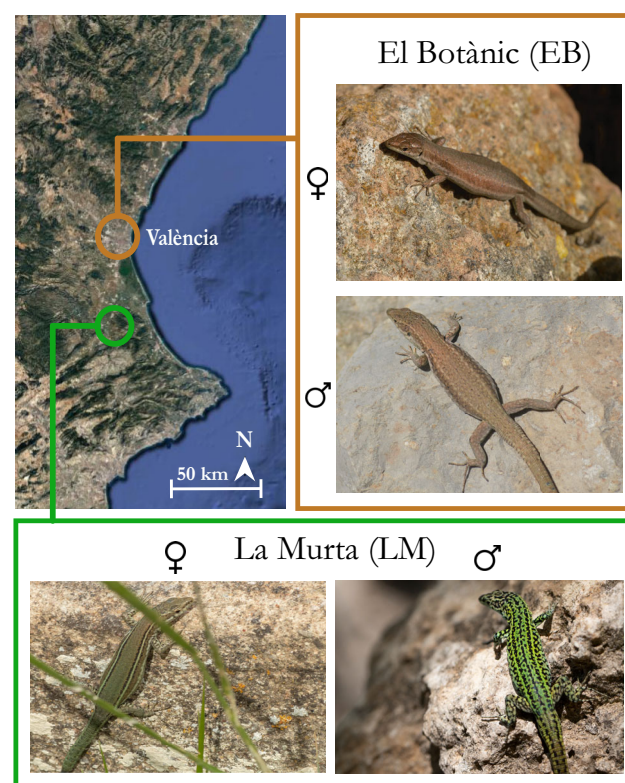 El Botànic (EB)
♀
València
♂
N
50 km
♀ La Murta (LM) ♂